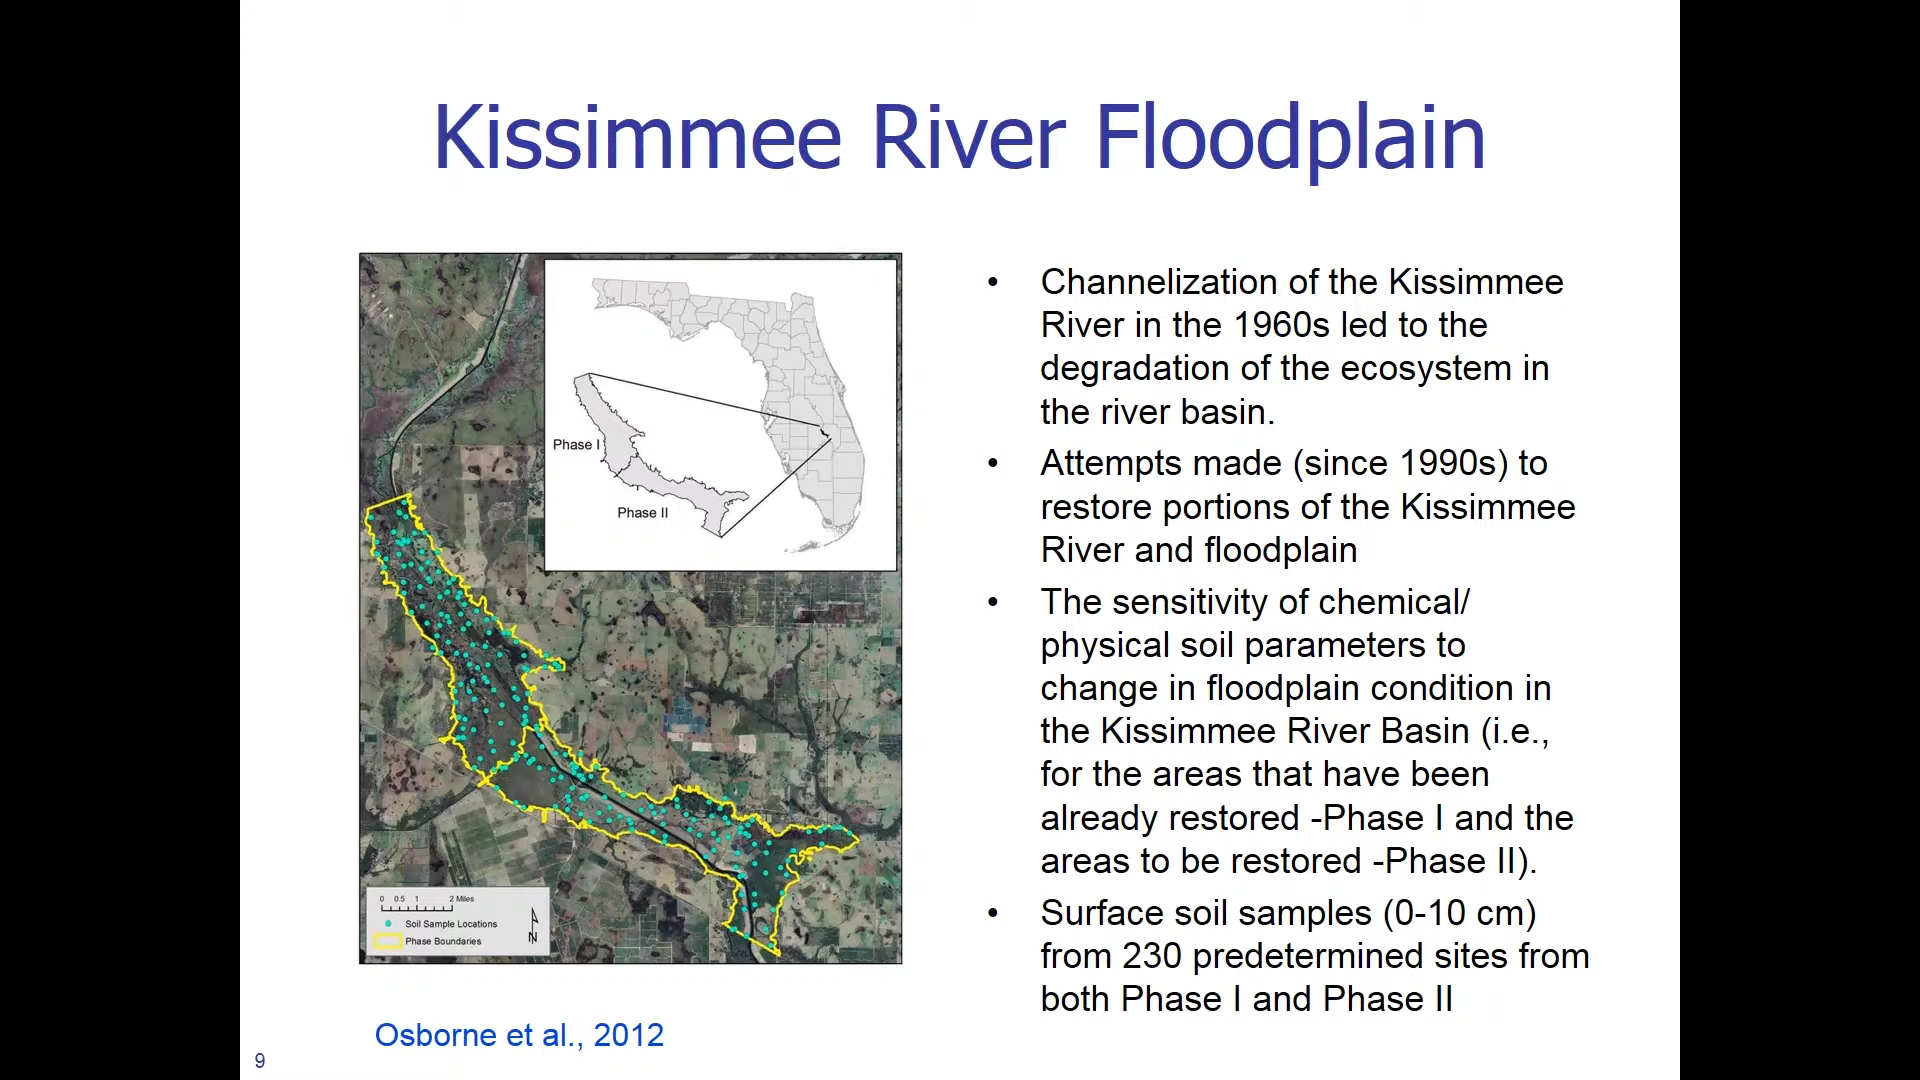 Kissimmee River Floodplain
Phase I
Phase II
0 0.5 1 2 Miles
Soil Sample Locations
Phase Boundaries
N
• Channelization of the Kissimmee
River in the 1960s led to the
degradation of the ecosystem in
the river basin.
• Attempts made (since 1990s) to
restore portions of the Kissimmee
River and floodplain
• The sensitivity of chemical/
physical soil parameters to
change in floodplain condition in
the Kissimmee River Basin (i.e.,
for the areas that have been
already restored -Phase I and the
areas to be restored -Phase II).
• Surface soil samples (0-10 cm)
from 230 predetermined sites from
both Phase I and Phase II
Osborne et al., 2012
9